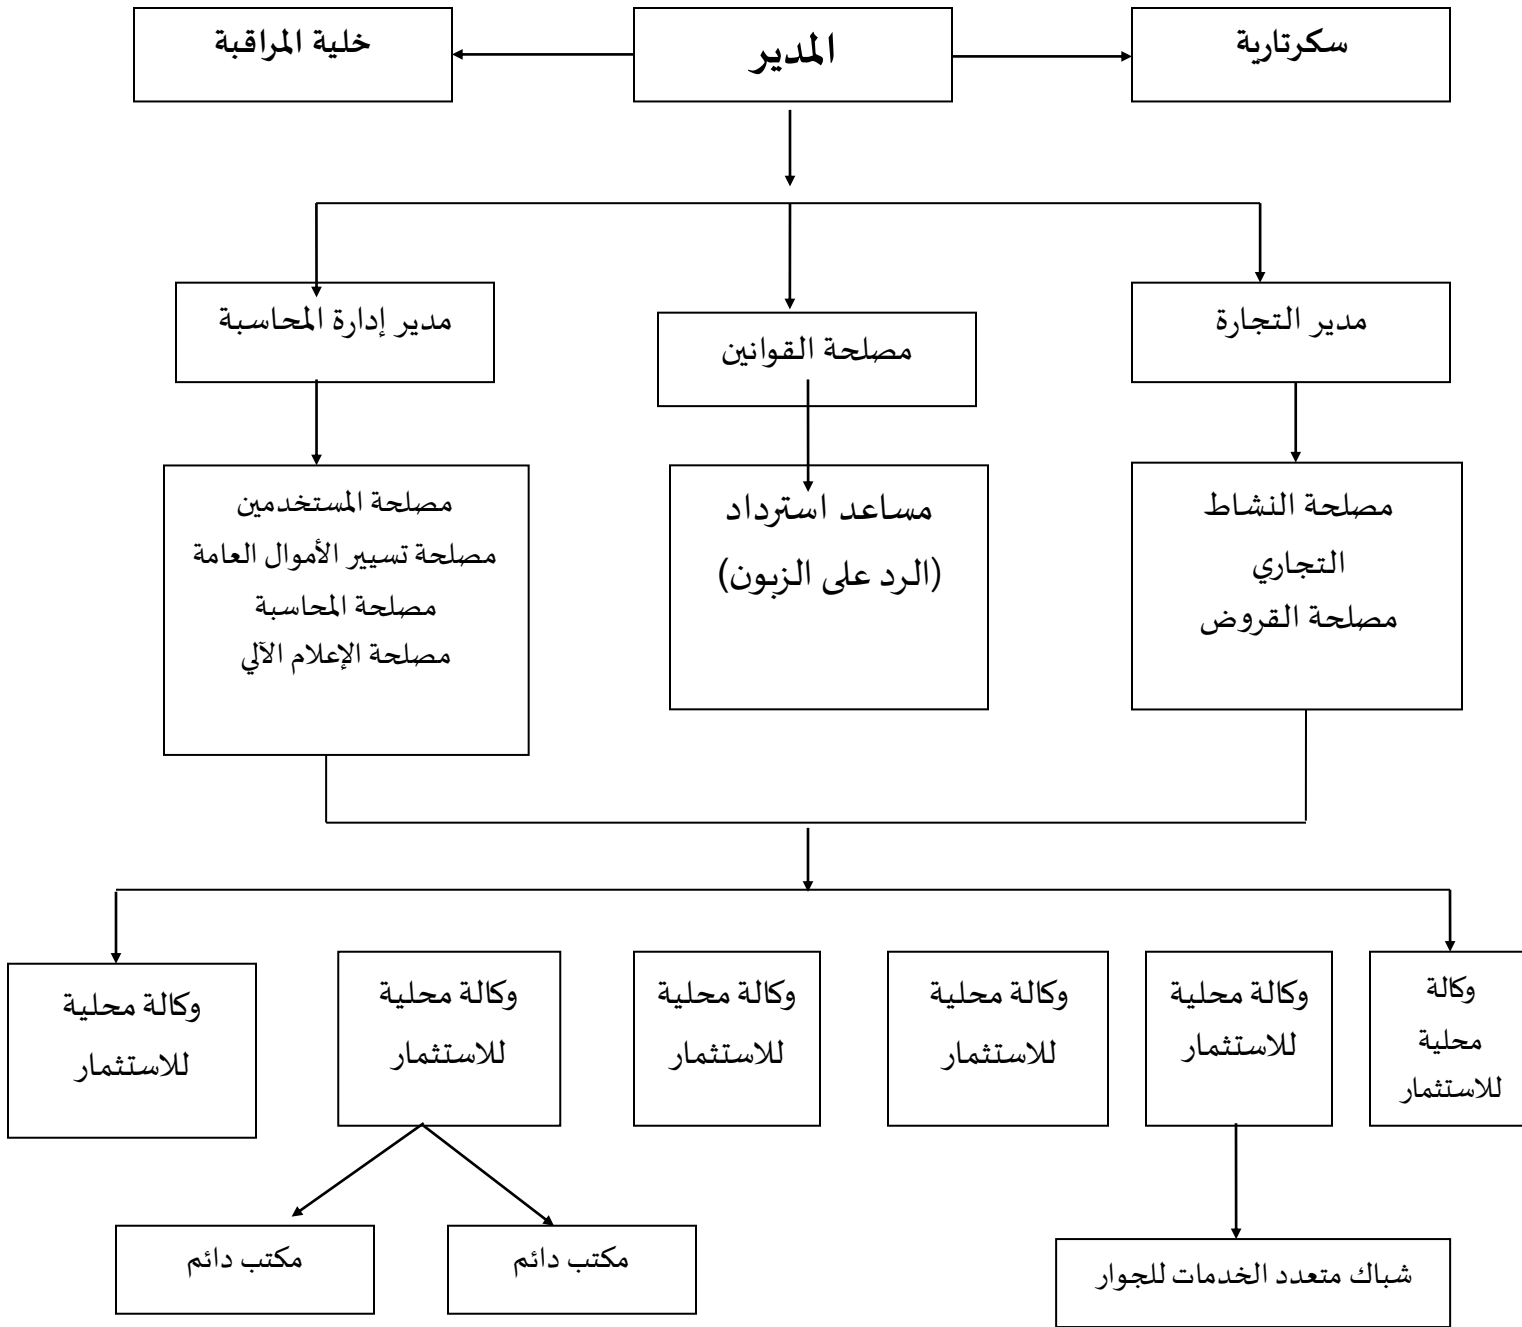 سكرتارية
المدير
خلية المراقبة
مدير التجارة
مصلحة القوانين
مدير إدارة المحاسبة
مصلحة النشاط
التجاري
مصلحة القروض
مساعد استرداد
(الرد على الزبون)
مصلحة المستخدمين
مصلحة تسيير الأموال العامة
مصلحة المحاسبة
مصلحة الإعلام الآلي
وكالة
محلية
للاستثمار
وكالة محلية
للاستثمار
وكالة محلية
للاستثمار
وكالة محلية
للاستثمار
وكالة محلية
للاستثمار
وكالة محلية
للاستثمار
شباك متعدد الخدمات للجوار
مكتب دائم
مكتب دائم